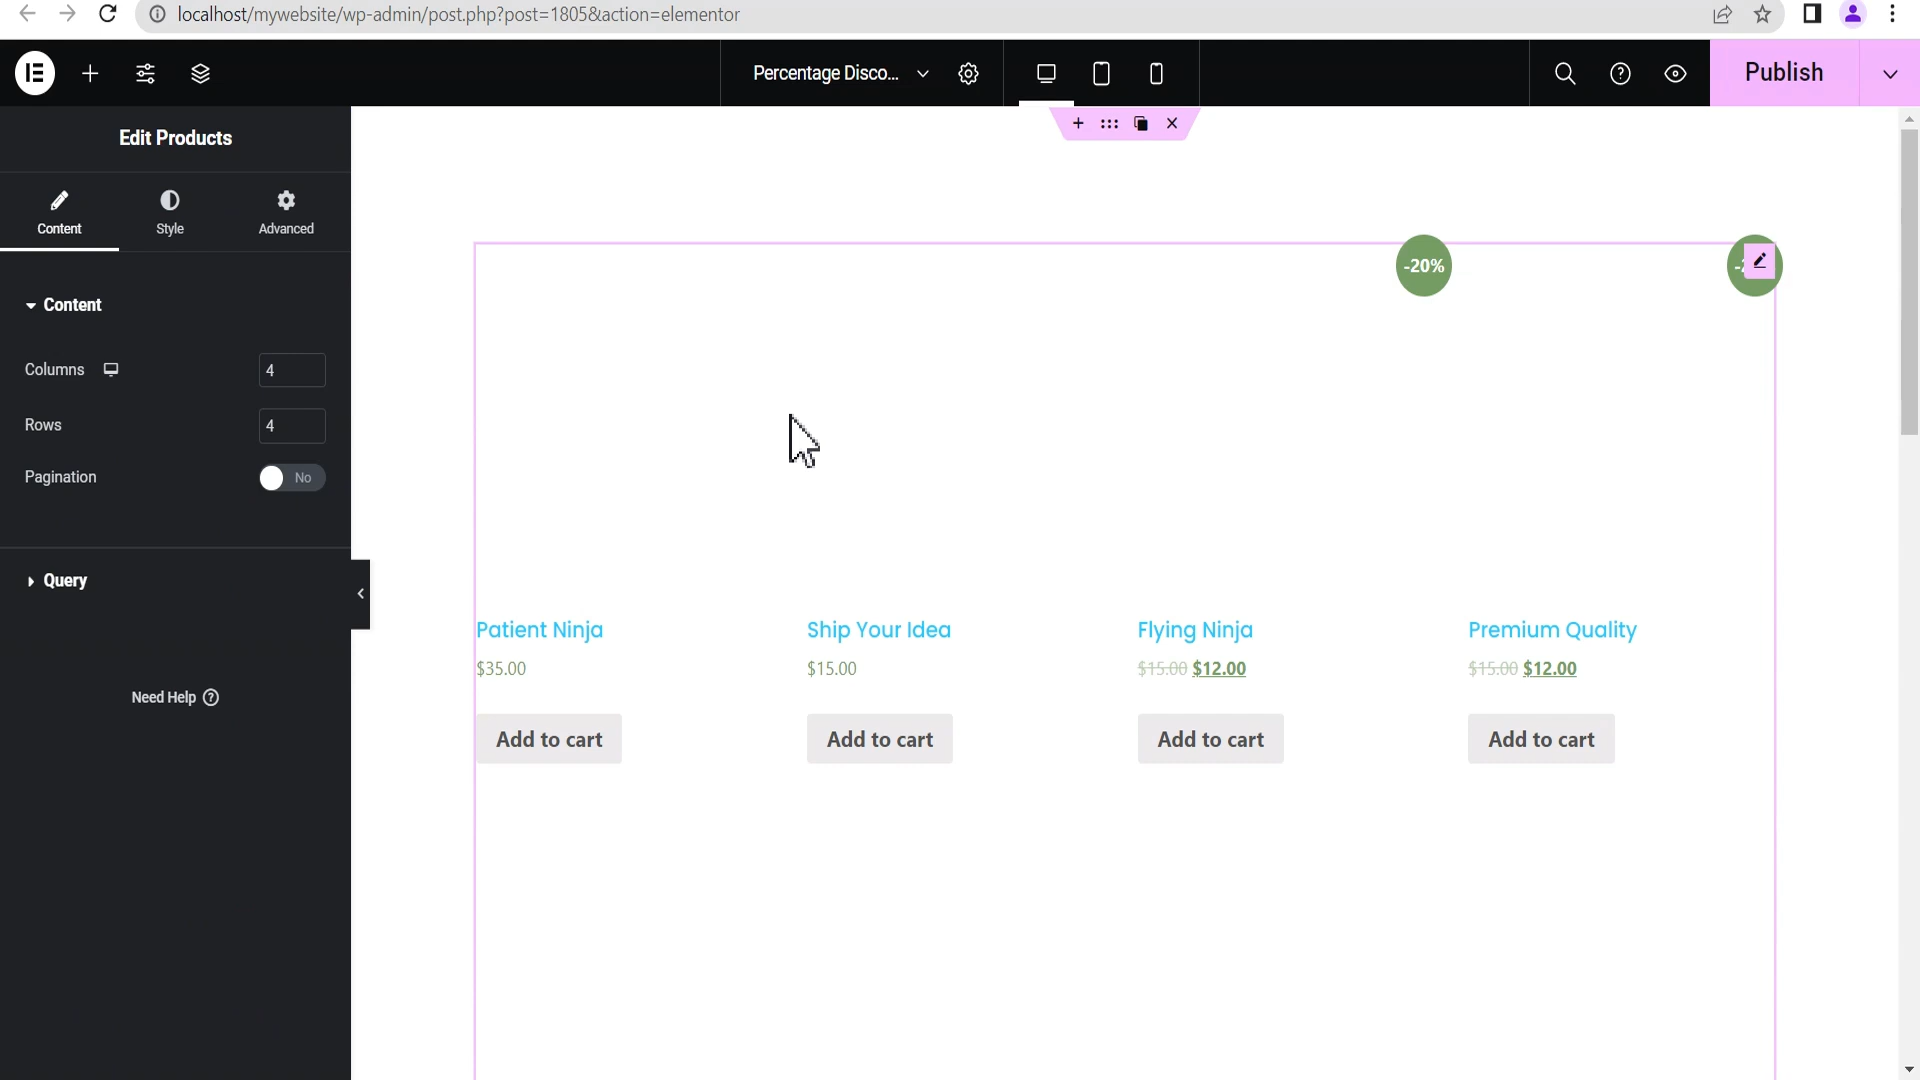 localhost/mywebsite/wp-admin/post.php?post=1805&action=elementor
Percentage Disco...
Publish
Edit Products
Content
Style
Advanced
Content
Columns
4
Rows
4
Pagination
No
Query
Need Help
-20%
Patient Ninja
$35.00
Add to cart
Ship Your Idea
$15.00
Add to cart
Flying Ninja
$15.00 $12.00
Add to cart
Premium Quality
$15.00 $12.00
Add to cart